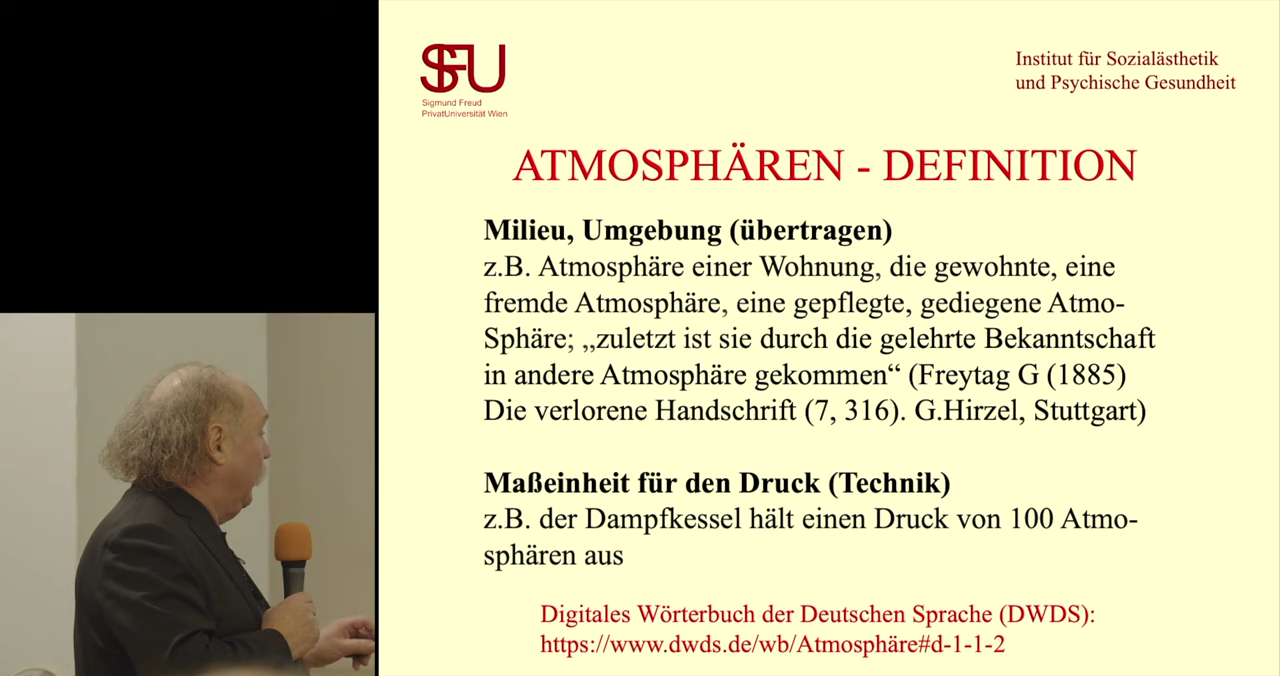 SFU
Sigmund Freud
PrivatUniversität Wien
Institut für Sozialästhetik
und Psychische Gesundheit
ATMOSPHÄREN - DEFINITION
Milieu, Umgebung (übertragen)
z.B. Atmosphäre einer Wohnung, die gewohnte, eine
fremde Atmosphäre, eine gepflegte, gediegene Atmo-
Sphäre; „zuletzt ist sie durch die gelehrte Bekanntschaft
in andere Atmosphäre gekommen“ (Freytag G (1885)
Die verlorene Handschrift (7, 316). G.Hirzel, Stuttgart)
Maßeinheit für den Druck (Technik)
z.B. der Dampfkessel hält einen Druck von 100 Atmo-
sphären aus
Digitales Wörterbuch der Deutschen Sprache (DWDS):
https://www.dwds.de/wb/Atmosphäre#d-1-1-2